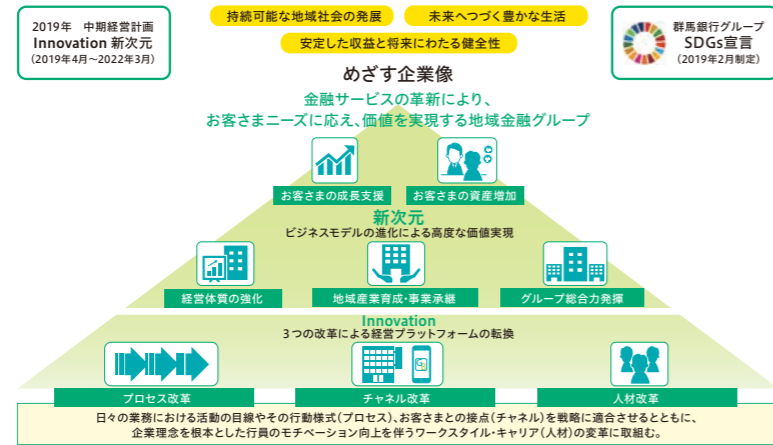 2019年 中期経営計画
Innovation 新次元
(2019年4月～2022年3月)
持続可能な地域社会の発展
未来へつづく豊かな生活
安定した収益と将来にわたる健全性
群馬銀行グループ
SDGs宣言
(2019年2月制定)
めざす企業像
金融サービスの革新により、
お客さまニーズに応え、価値を実現する地域金融グループ
お客さまの成長支援
お客さまの資産増加
新次元
ビジネスモデルの進化による高度な価値実現
経営体質の強化
地域産業育成・事業承継
グループ総合力発揮
Innovation
3つの改革による経営プラットフォームの転換
プロセス改革
チャネル改革
人材改革
日々の業務における活動の目線やその行動様式(プロセス)、お客さまとの接点(チャネル)を戦略に適合させるとともに、
企業理念を根本とした行員のモチベーション向上を伴うワークスタイル・キャリア(人材)の変革に取組む。